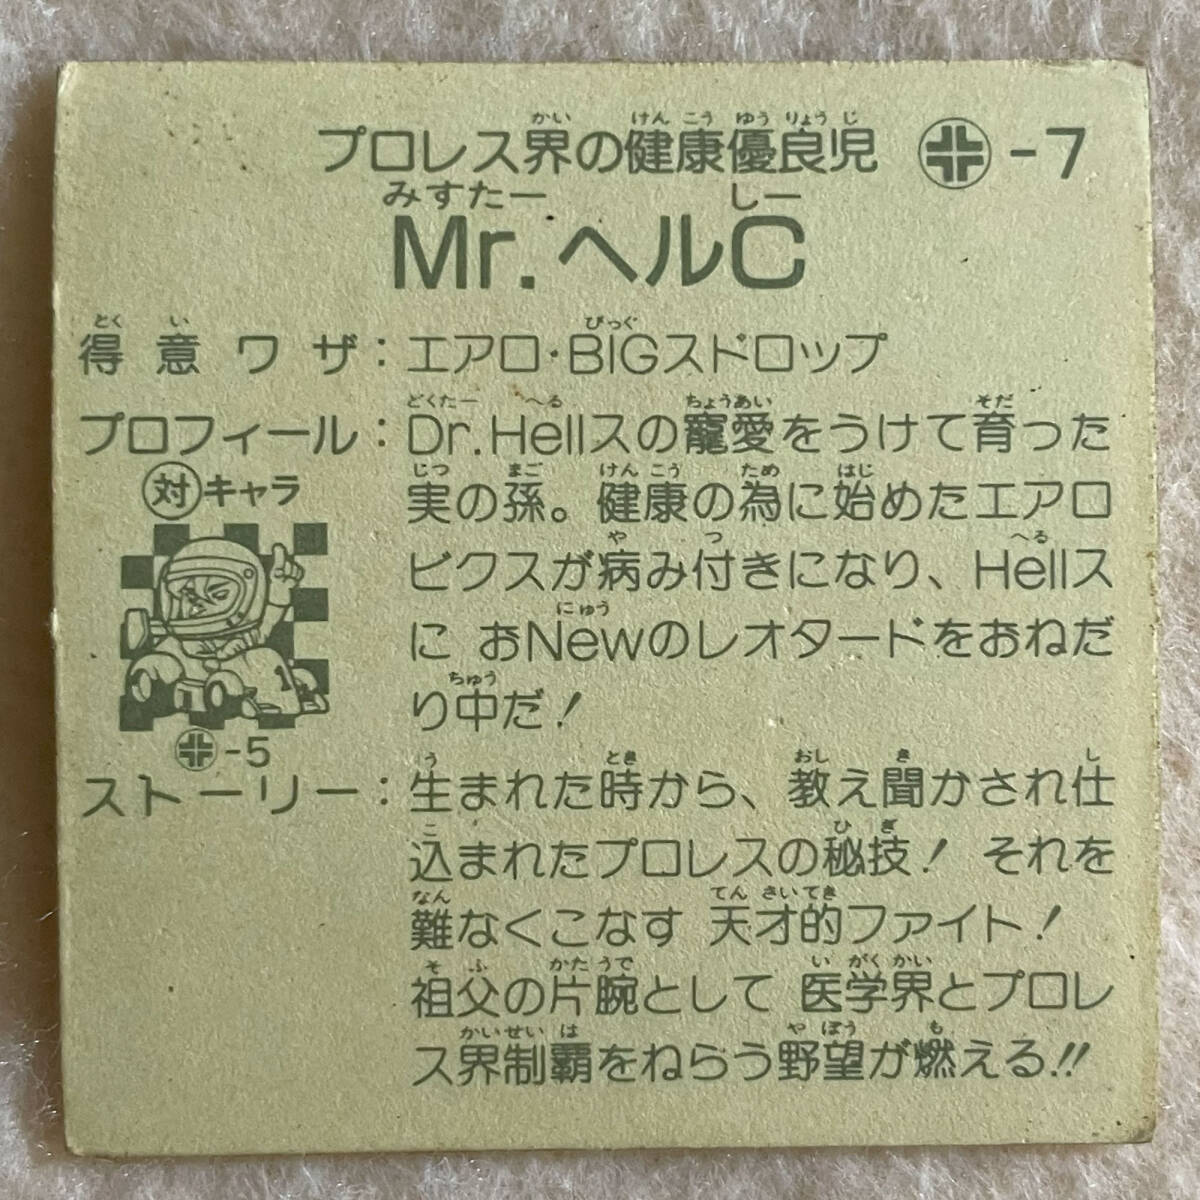 プロレス界の健康優良児 -7
Mr.ヘルC
得意ワザ：エアロ・BIGスドロップ
プロフィール：Dr.Hellスの寵愛をうけて育った
実の孫。健康の為に始めたエアロ
ビクスが病み付きになり、Hellス
に おNewのレオタードをおねだ
り中だ！
対キャラ
1
-5
ストーリー：生まれた時から、教え聞かされ仕
込まれたプロレスの秘技！ それを
難なくこなす 天才的ファイト！
祖父の片腕として 医学界とプロレ
ス界制覇をねらう野望が燃える!!